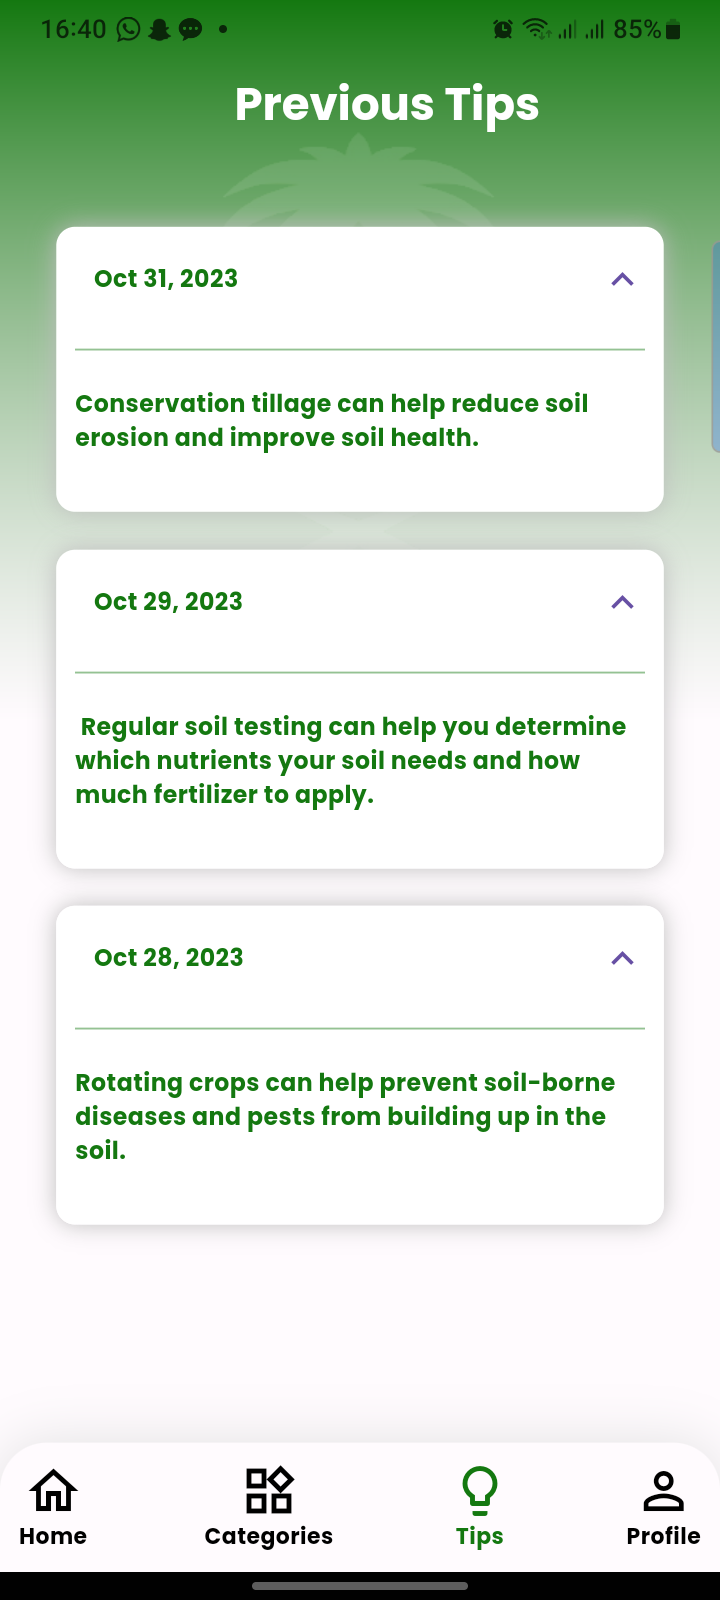 16:40
85%
Previous Tips
Oct 31, 2023
Conservation tillage can help reduce soil
erosion and improve soil health.
Oct 29, 2023
Regular soil testing can help you determine
which nutrients your soil needs and how
much fertilizer to apply.
Oct 28, 2023
Rotating crops can help prevent soil-borne
diseases and pests from building up in the
soil.
Home
Categories
Tips
Profile